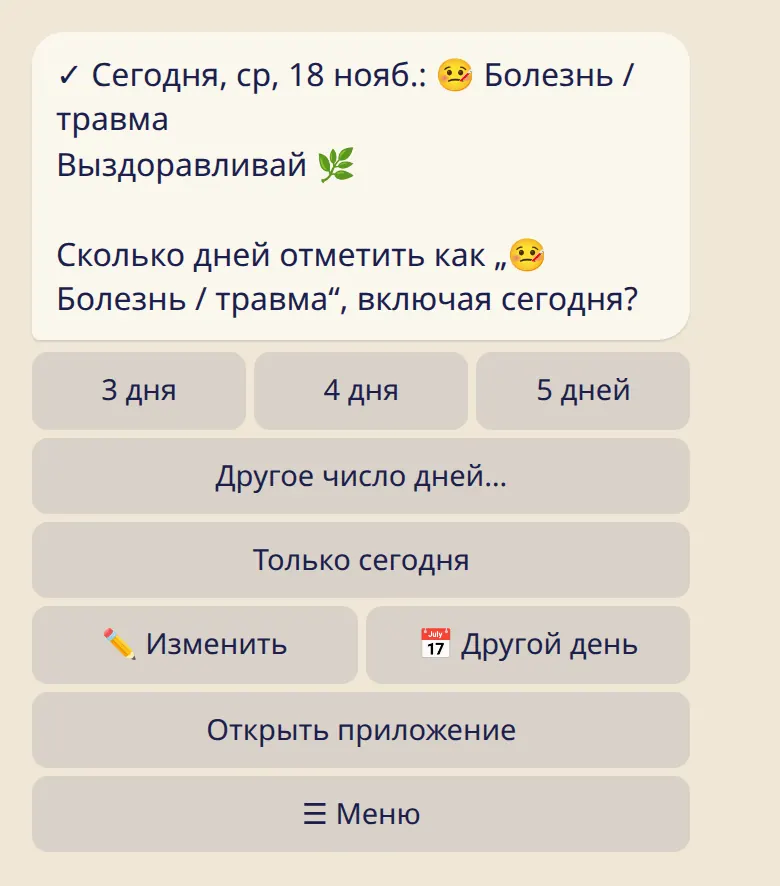 ✓ Сегодня, ср, 18 нояб.: 🤒 Болезнь /
травма
Выздоравливай 🌿
Сколько дней отметить как „🤒
Болезнь / травма“, включая сегодня?
3 дня
4 дня
5 дней
Другое число дней...
Только сегодня
✏️ Изменить
📅 Другой день
Открыть приложение
☰ Меню